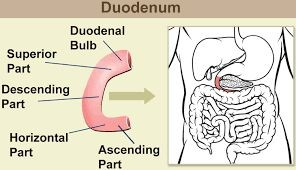 Duodenum
Duodenal
Bulb
Superior
Part
Descending
Part
Horizontal
Part
Ascending
Part